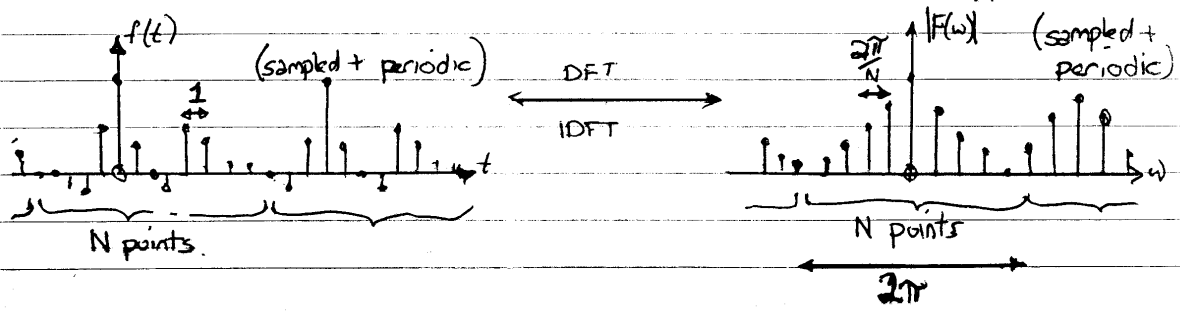 f(t)
(sampled + periodic)
1
t
N points.
DFT
IDFT
|F(ω)|
(sampled +
periodic)
2π
N
ω
N points
2π